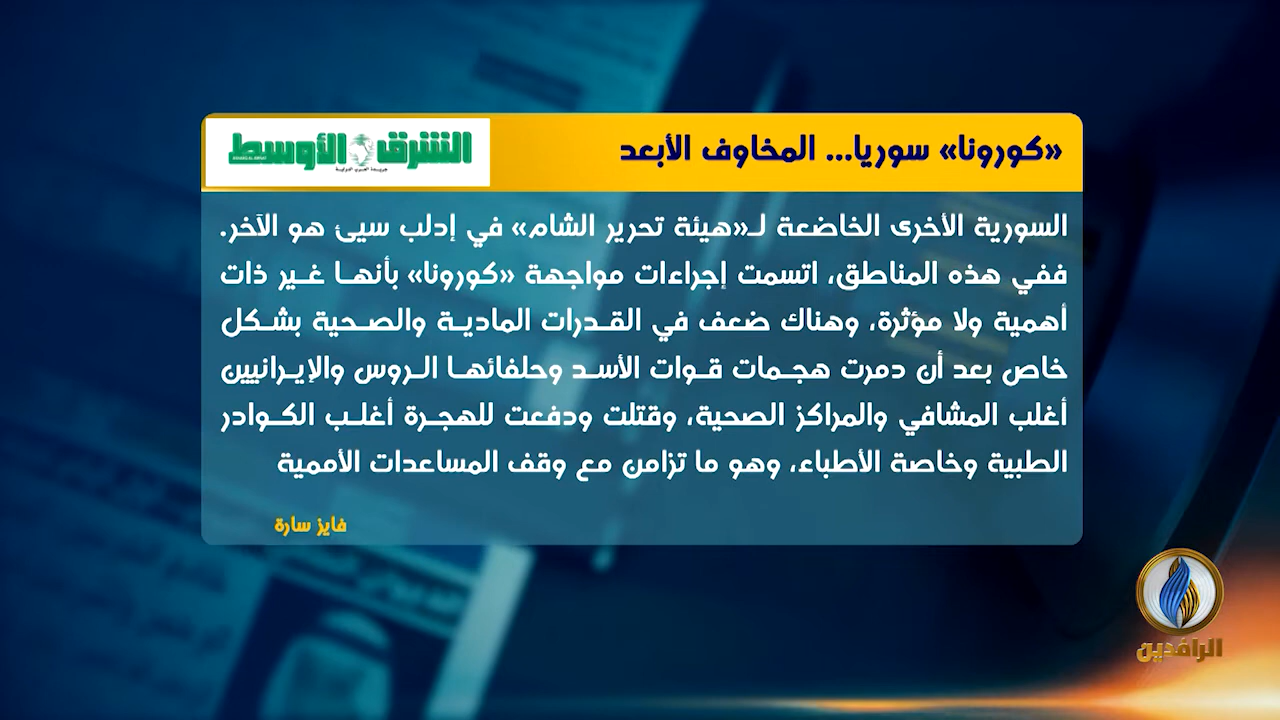 «كورونا» سوريا... المخاوف الأبعد
الشرق الأوسط
جريدة العرب الدولية
السورية الأخرى الخاضعة لـ«هيئة تحرير الشام» في إدلب سيئ هو الآخر.
ففي هذه المناطق، اتسمت إجراءات مواجهة «كورونا» بأنها غير ذات
أهمية ولا مؤثرة، وهناك ضعف في القدرات المادية والصحية بشكل
خاص بعد أن دمرت هجمات قوات الأسد وحلفائها الروس والإيرانيين
أغلب المشافي والمراكز الصحية، وقتلت ودفعت للهجرة أغلب الكوادر
الطبية وخاصة الأطباء، وهو ما تزامن مع وقف المساعدات الأممية
فايز سارة
الرافدين